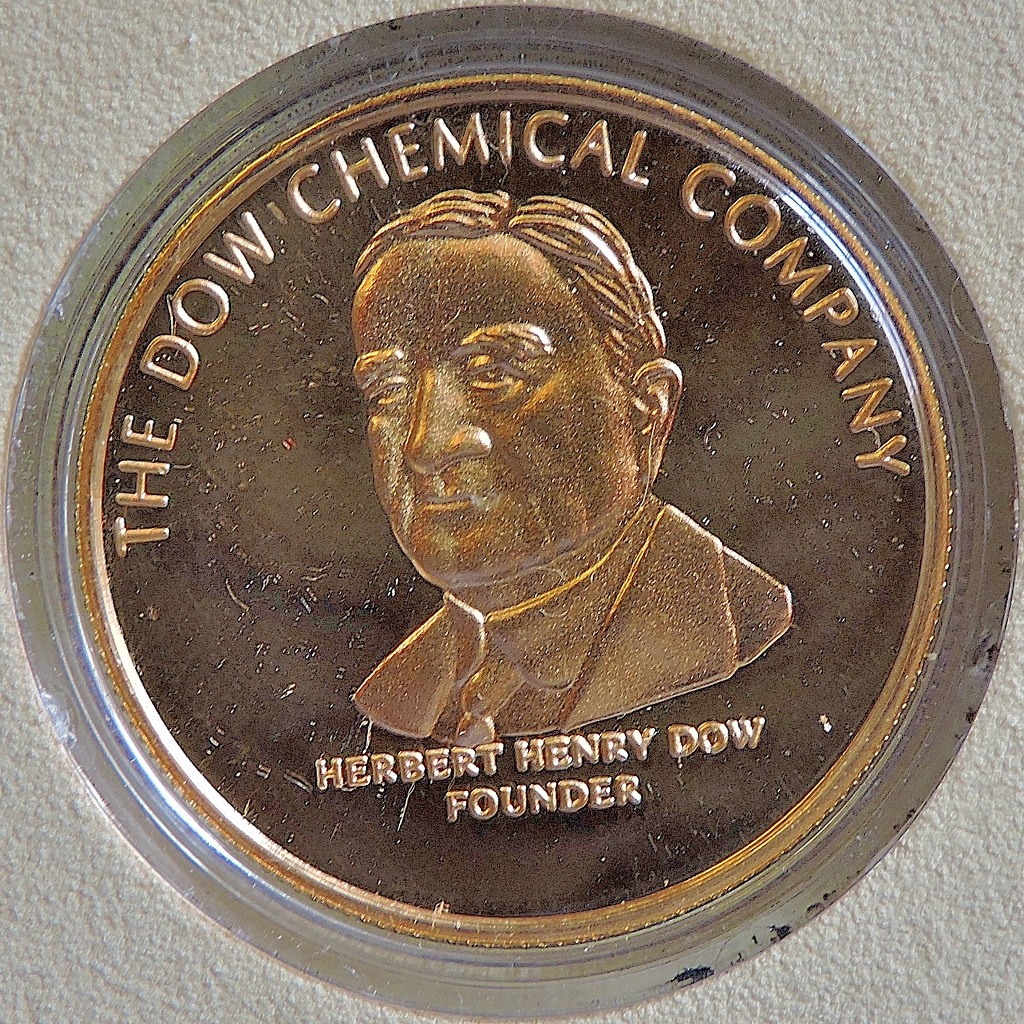 THE DOW CHEMICAL COMPANY
HERBERT HENRY DOW
FOUNDER